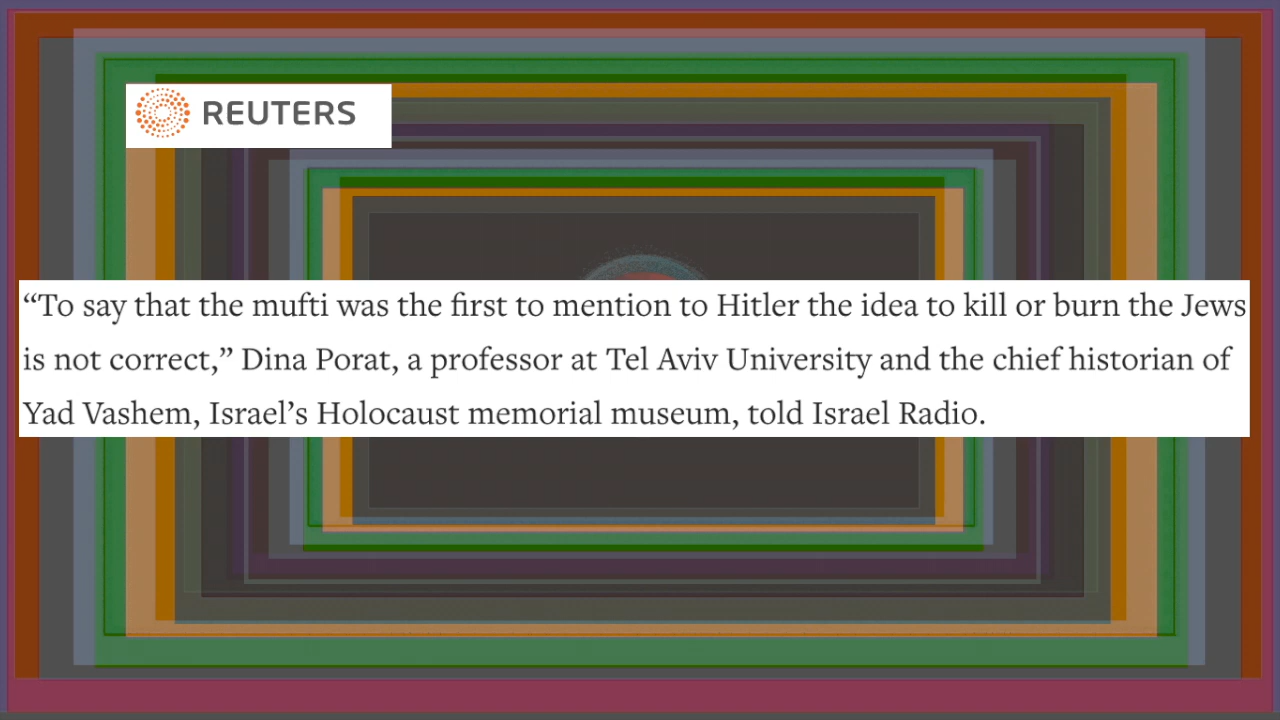 REUTERS
“To say that the mufti was the first to mention to Hitler the idea to kill or burn the Jews
is not correct,” Dina Porat, a professor at Tel Aviv University and the chief historian of
Yad Vashem, Israel’s Holocaust memorial museum, told Israel Radio.